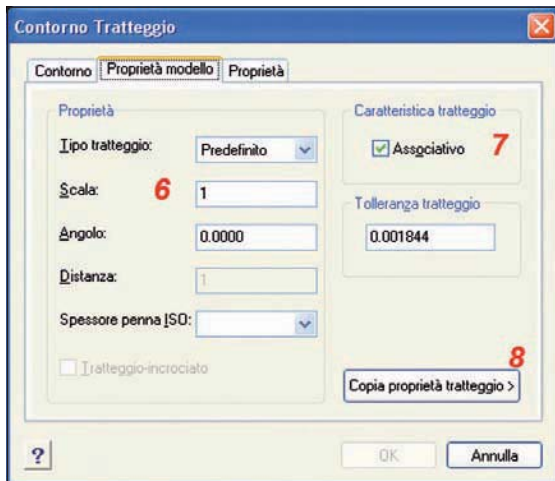 Contorno Tratteggio
Contorno Proprietà modello Proprietà
Proprietà
Tipo tratteggio: Predefinito
Scala: 6 1
Angolo: 0.0000
Distanza: 1
Spessore penna ISO:
Tratteggio-incrociato
Caratteristica tratteggio
Associativo 7
Tolleranza tratteggio
0.001844
8
Copia proprietà tratteggio >
? OK Annulla